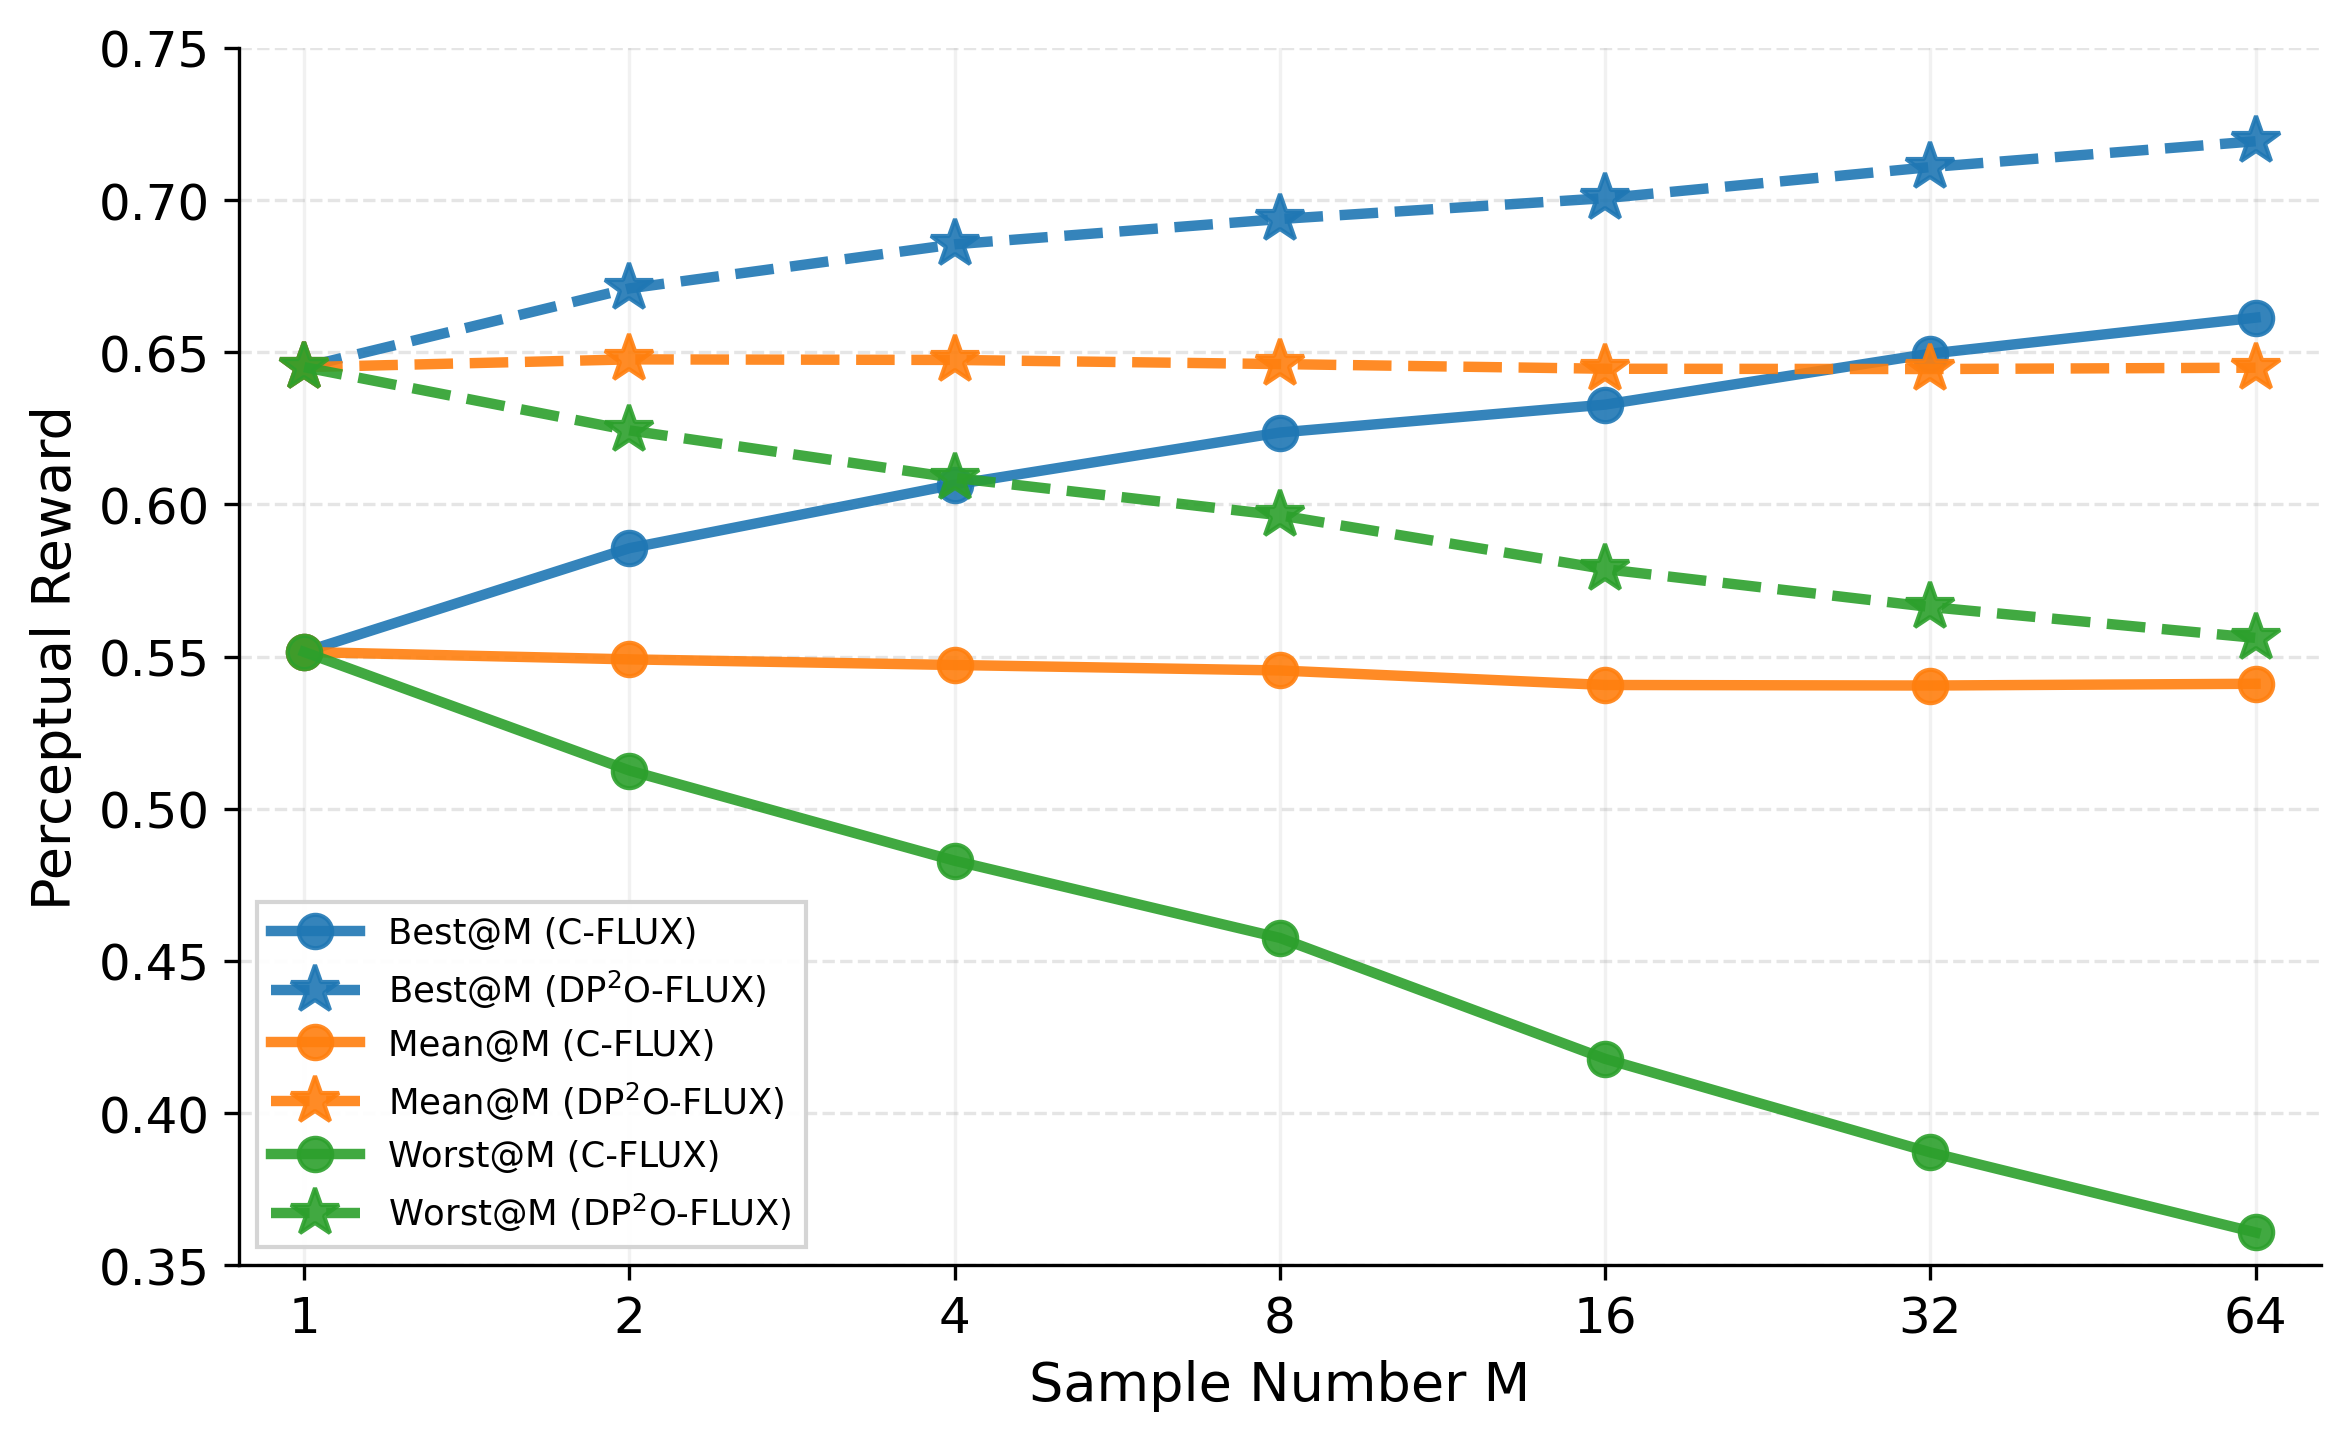 0.75
0.70
0.65
0.60
0.55
0.50
0.45
0.40
0.35
Perceptual Reward
Best@M (C-FLUX)
Best@M (DP²O-FLUX)
Mean@M (C-FLUX)
Mean@M (DP²O-FLUX)
Worst@M (C-FLUX)
Worst@M (DP²O-FLUX)
1 2 4 8 16 32 64
Sample Number M